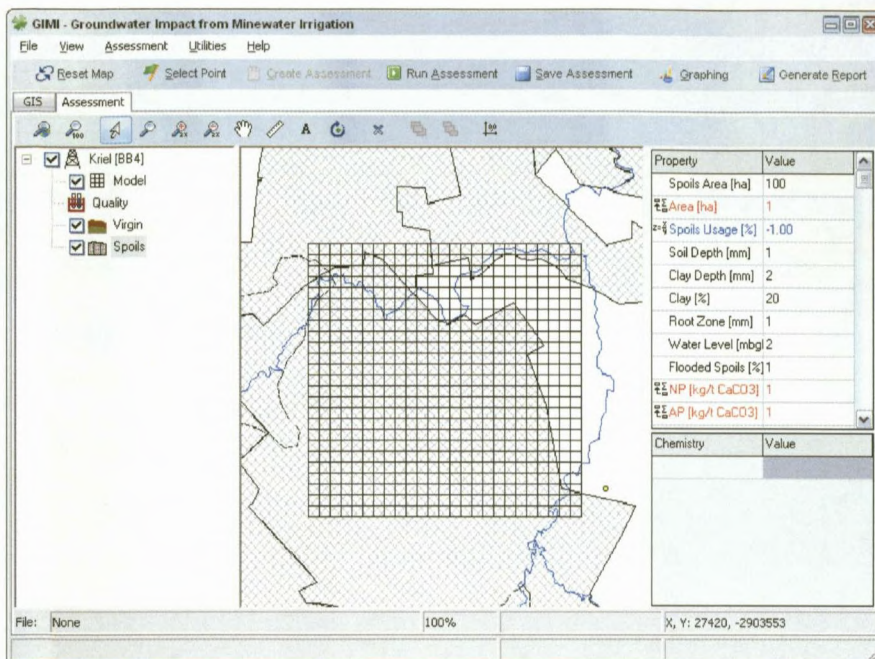 GIMI - Groundwater Impact from Minewater Irrigation
File View Assessment Utilities Help
Reset Map Select Point Create Assessment Run Assessment Save Assessment Graphing Generate Report
GIS Assessment
Kriel [BB4]
Model
Quality
Virgin
Spoils
Property Value
Spoils Area [ha] 100
Area [ha] 1
Spoils Usage [%] -1.00
Soil Depth [mm] 1
Clay Depth [mm] 2
Clay [%] 20
Root Zone [mm] 1
Water Level [mbgl 2
Flooded Spoils [%] 1
NP [kg/t CaCO3] 1
AP [kg/t CaCO3] 1
Chemistry Value
File: None 100% X, Y: 27420, -2903553